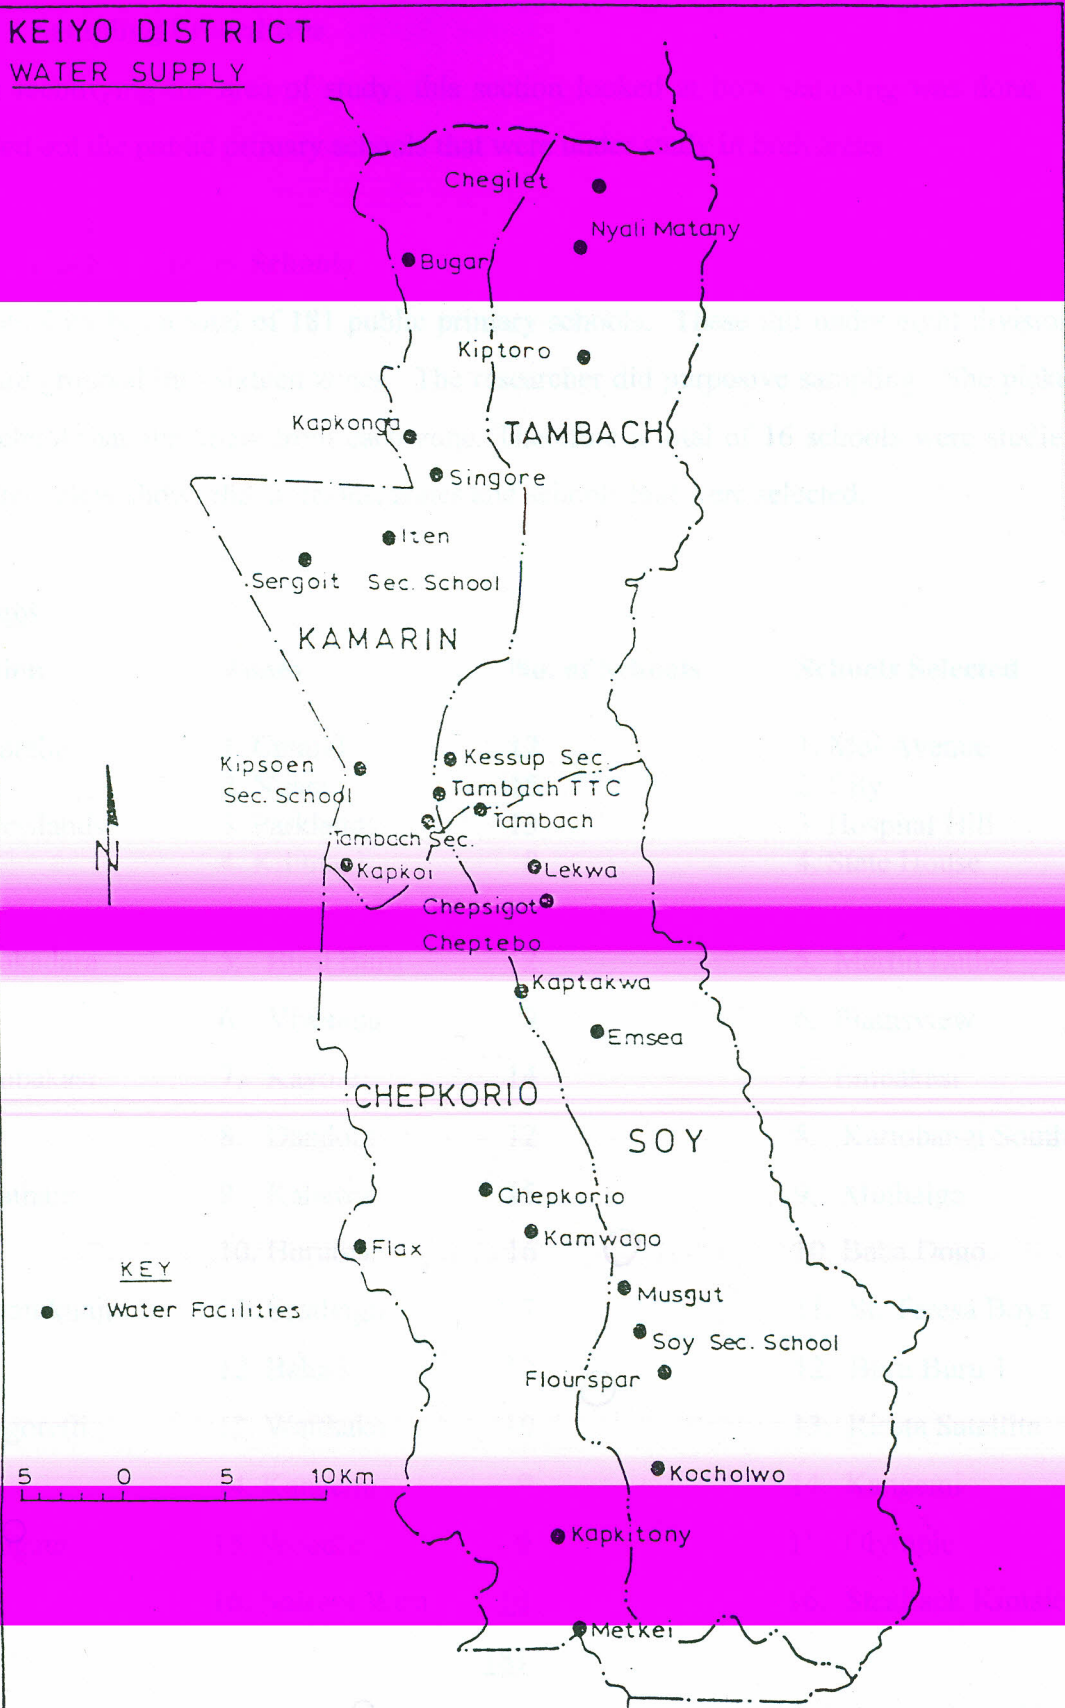 KEIYO DISTRICT
WATER SUPPLY
Chegilet
Nyali Matany
Bugar
Kiptoro
Kapkonga
TAMBACH
Singore
Iten
Sergoit Sec. School
KAMARIN
Kipsoen
Sec. School
Kessup Sec.
Tambach TTC
Tambach
Tambach Sec.
Kapkoi
Lekwa
Chepsigot
Cheptebo
N
Kaptakwa
Emsea
CHEPKORIO
SOY
Chepkorio
Kamwago
Flax
KEY
Water Facilities
Musgut
Soy Sec. School
Flourspar
Kocholwo
5 0 5 10Km
Kapkitony
Metkei